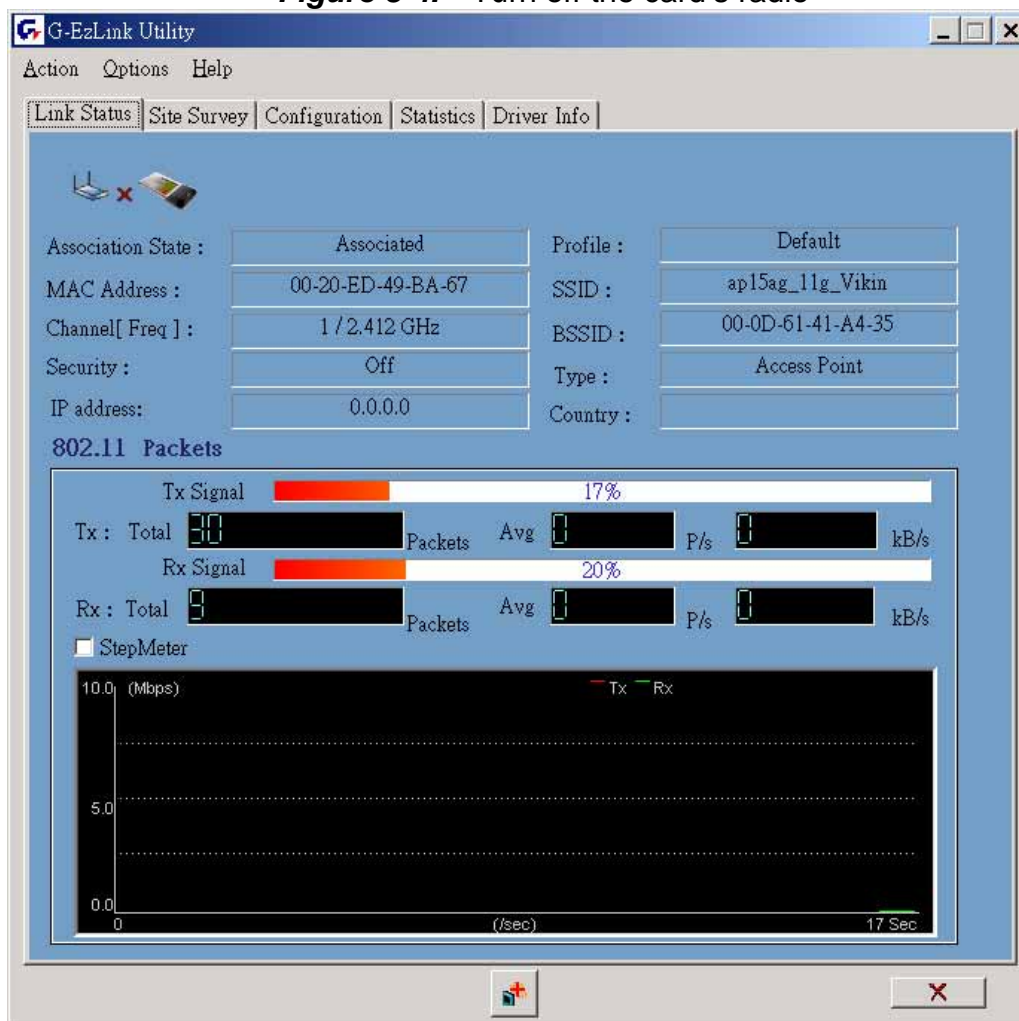 Turn off the card's radio
G-EzLink Utility
Action Options Help
Link Status Site Survey Configuration Statistics Driver Info
Association State : Associated Profile : Default
MAC Address : 00-20-ED-49-BA-67 SSID : ap15ag_11g_Vikin
Channel[ Freq ] : 1 / 2.412 GHz BSSID : 00-0D-61-41-A4-35
Security : Off Type : Access Point
IP address: 0.0.0.0 Country :
802.11 Packets
Tx Signal 17%
Tx : Total 30 Packets Avg 0 P/s 0 kB/s
Rx Signal 20%
Rx : Total 9 Packets Avg 0 P/s 0 kB/s
StepMeter
10.0 (Mbps) Tx Rx
5.0
0.0
0 (/sec) 17 Sec